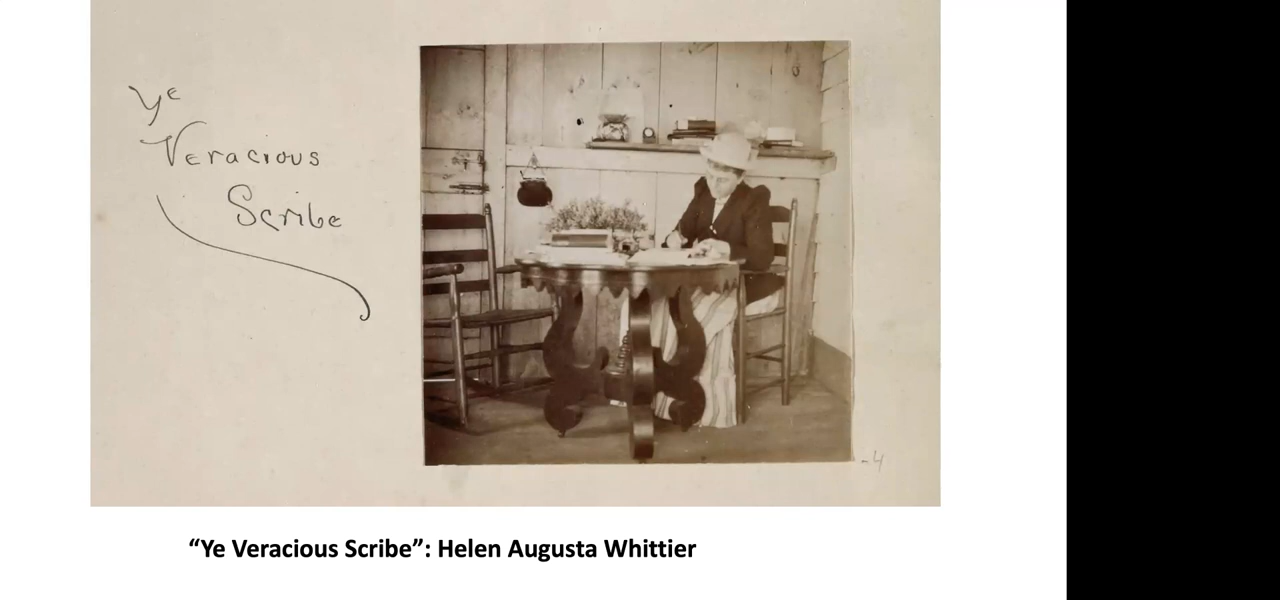 Ye
Veracious
Scribe
-4
“Ye Veracious Scribe”: Helen Augusta Whittier